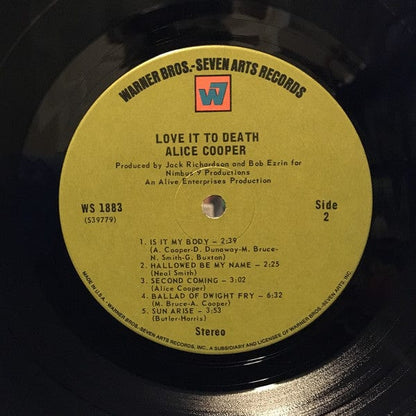 WARNER BROS.-SEVEN ARTS RECORDS
W7
LOVE IT TO DEATH
ALICE COOPER
Produced by Jack Richardson and Bob Ezrin for
Nimbus 9 Productions
An Alive Enterprises Production
WS 1883
(S39779)
Side
2
1. IS IT MY BODY – 2:39
(A. Cooper-D. Dunaway-M. Bruce-
N. Smith-G. Buxton)
2. HALLOWED BE MY NAME – 2:25
(Neal Smith)
3. SECOND COMING – 3:02
(Alice Cooper)
4. BALLAD OF DWIGHT FRY – 6:32
(M. Bruce-A. Cooper)
5. SUN ARISE – 3:53
(Butler-Harris)
Stereo
MADE IN U.S.A. • WARNER BROS.-SEVEN ARTS RECORDS, INC., A SUBSIDIARY AND LICENSEE OF WARNER BROS.-SEVEN ARTS, INC.